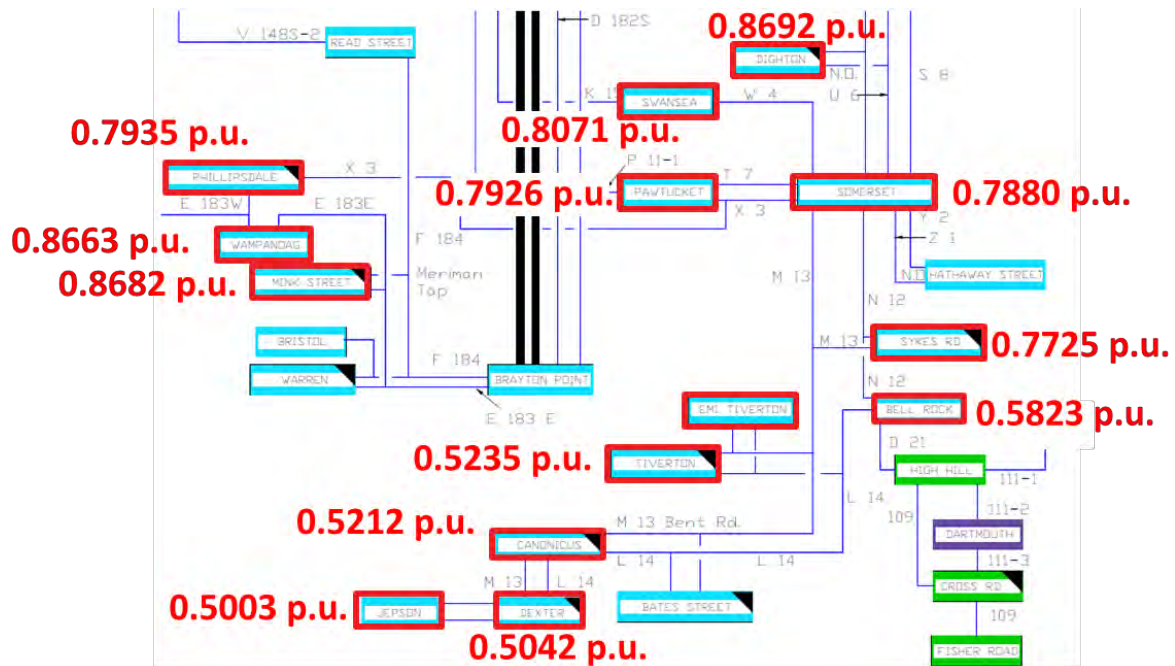 D 182S
0.8692 p.u.
V 148S-2
READ STREET
DIGHTON
N.O.
U 6
S 8
K 15
SWANSEA
W 4
0.7935 p.u.
0.8071 p.u.
P 11-1
PHILLIPSDALE
X 3
0.7926 p.u.
PAWTUCKET
T 7
X 3
SOMERSET
0.7880 p.u.
E 183W
E 183E
Y 2
Z 1
0.8663 p.u.
WAMPANOAG
F 184
0.8682 p.u.
MINK STREET
Meriman
Tap
M 13
N.O
HATHAWAY STREET
N 12
BRISTOL
M 13
SYKES RD
0.7725 p.u.
F 184
WARREN
BRAYTON POINT
N 12
E 183 E
EMI TIVERTON
BELL ROCK
0.5823 p.u.
0.5235 p.u.
TIVERTON
D 21
HIGH HILL
111-1
L 14
0.5212 p.u.
M 13 Bent Rd.
109
111-2
CANONICUS
DARTMOUTH
L 14
L 14
111-3
M 13
L 14
CROSS RD
0.5003 p.u.
JEPSON
DEXTER
BATES STREET
109
0.5042 p.u.
FISHER ROAD